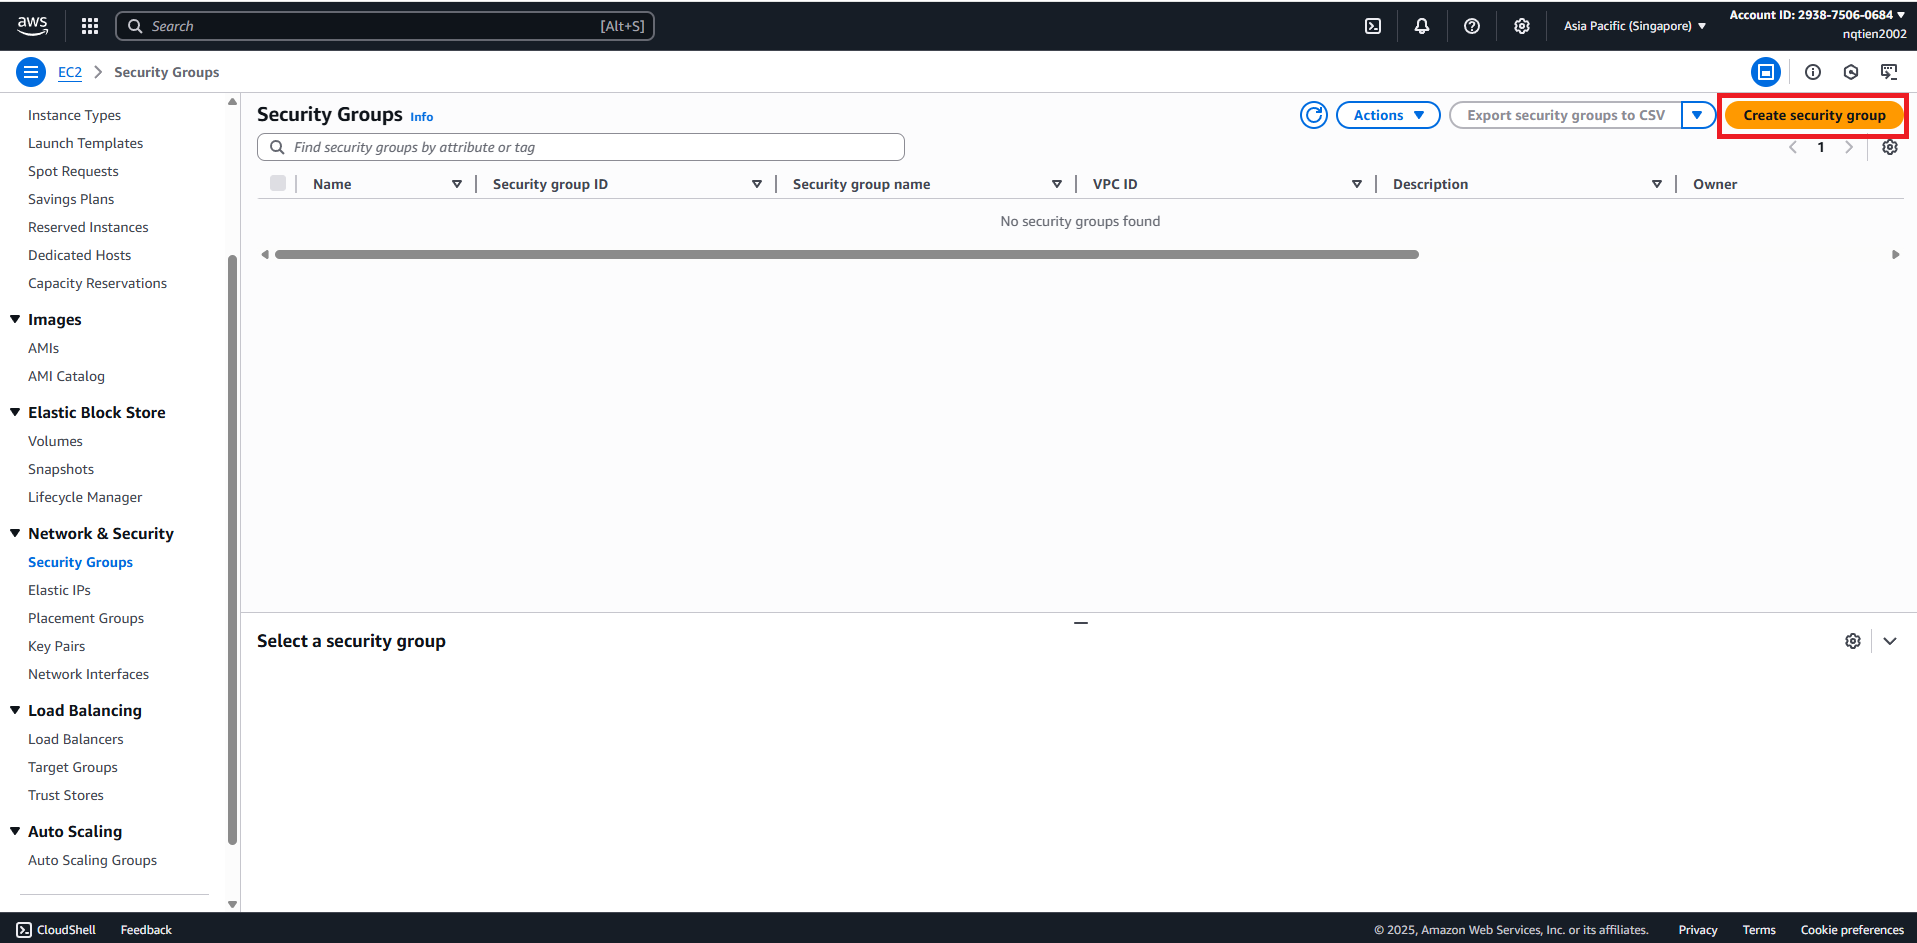 aws
Search [Alt+S]
Asia Pacific (Singapore)
Account ID: 2938-7506-0684
nqtien2002
EC2 Security Groups
Instance Types
Launch Templates
Spot Requests
Savings Plans
Reserved Instances
Dedicated Hosts
Capacity Reservations
Images
AMIs
AMI Catalog
Elastic Block Store
Volumes
Snapshots
Lifecycle Manager
Network & Security
Security Groups
Elastic IPs
Placement Groups
Key Pairs
Network Interfaces
Load Balancing
Load Balancers
Target Groups
Trust Stores
Auto Scaling
Auto Scaling Groups
Security Groups Info
Actions
Export security groups to CSV
Create security group
Find security groups by attribute or tag
1
Name Security group ID Security group name VPC ID Description Owner
No security groups found
Select a security group
CloudShell Feedback
© 2025, Amazon Web Services, Inc. or its affiliates. Privacy Terms Cookie preferences